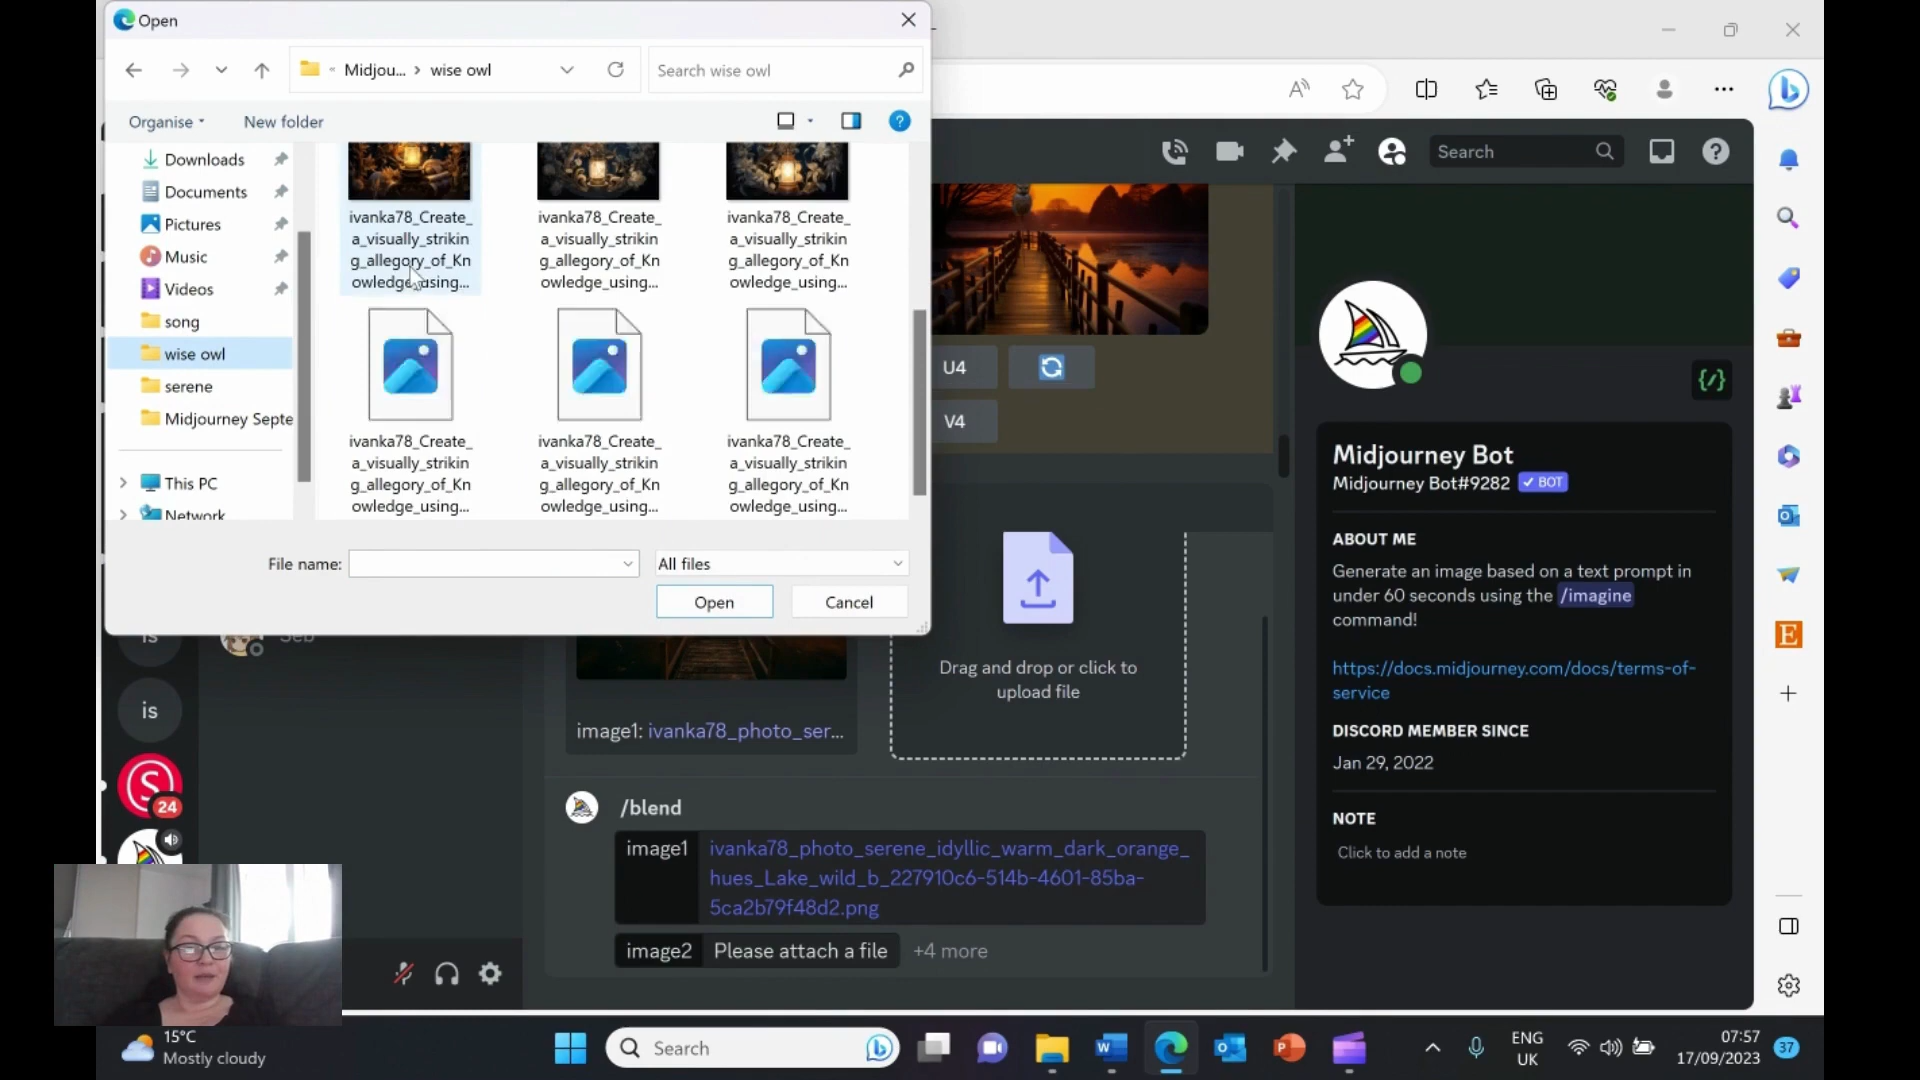 Open
Midjou... › wise owl
Search wise owl
Organise
New folder
Downloads
Documents
Pictures
Music
Videos
song
wise owl
serene
Midjourney Septe
This PC
Network
ivanka78_Create_
a_visually_strikin
g_allegory_of_Kn
owledge_using...
ivanka78_Create_
a_visually_strikin
g_allegory_of_Kn
owledge_using...
ivanka78_Create_
a_visually_strikin
g_allegory_of_Kn
owledge_using...
ivanka78_Create_
a_visually_strikin
g_allegory_of_Kn
owledge_using...
ivanka78_Create_
a_visually_strikin
g_allegory_of_Kn
owledge_using...
ivanka78_Create_
a_visually_strikin
g_allegory_of_Kn
owledge_using...
File name:
All files
Open
Cancel
Search
U4
V4
is
Seb
is
24
Drag and drop or click to
upload file
image1: ivanka78_photo_ser...
/blend
image1
ivanka78_photo_serene_idyllic_warm_dark_orange_
hues_Lake_wild_b_227910c6-514b-4601-85ba-
5ca2b79f48d2.png
image2 Please attach a file +4 more
Midjourney Bot
Midjourney Bot#9282 ✓ BOT
ABOUT ME
Generate an image based on a text prompt in
under 60 seconds using the /imagine
command!
https://docs.midjourney.com/docs/terms-of-
service
DISCORD MEMBER SINCE
Jan 29, 2022
NOTE
Click to add a note
15°C
Mostly cloudy
Search
ENG
UK
07:57
17/09/2023
37